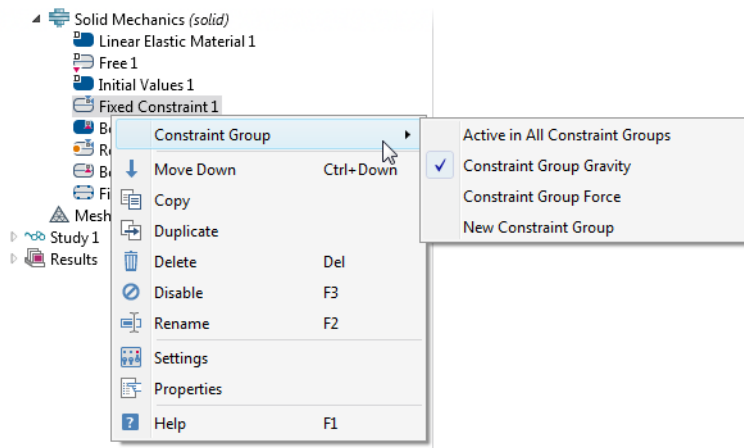 Solid Mechanics (solid)
Linear Elastic Material 1
Free 1
Initial Values 1
Fixed Constraint 1
Constraint Group
Active in All Constraint Groups
Move Down Ctrl+Down
Constraint Group Gravity
Copy
Constraint Group Force
Mesh
Duplicate
New Constraint Group
Study 1
Results
Delete Del
Disable F3
Rename F2
Settings
Properties
Help F1